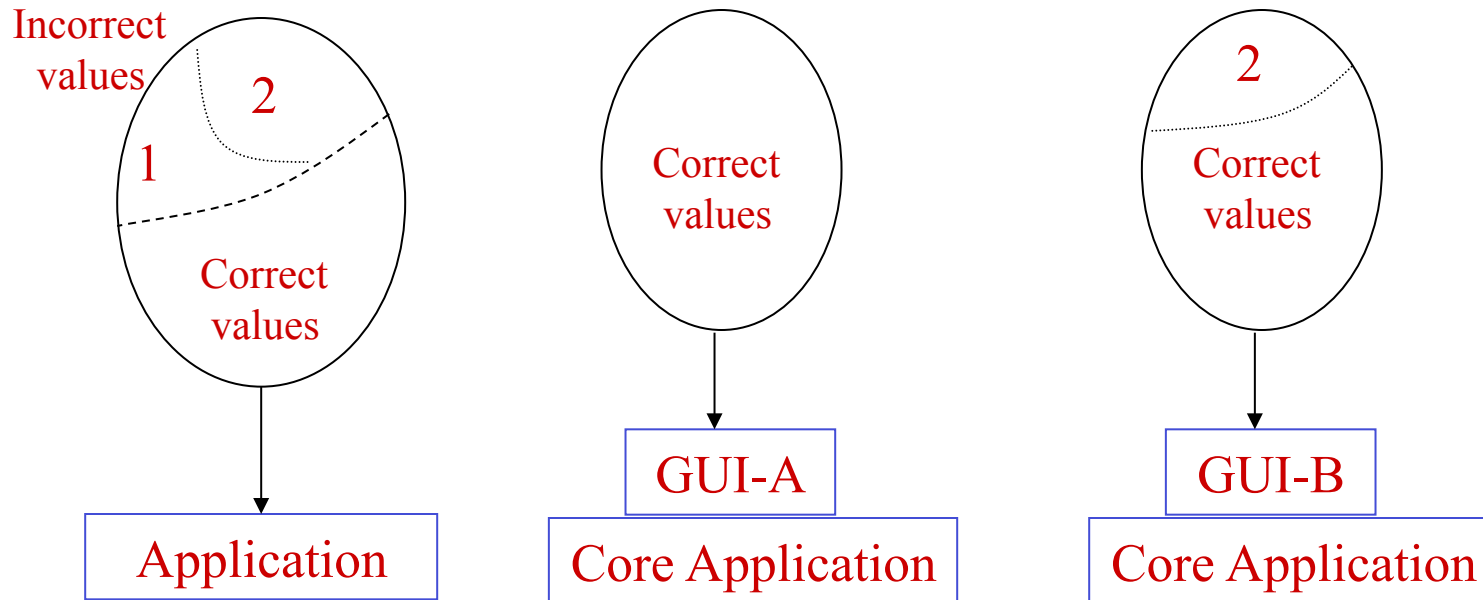 Incorrect
values
2
1
Correct
values
Application
Correct
values
GUI-A
Core Application
2
Correct
values
GUI-B
Core Application